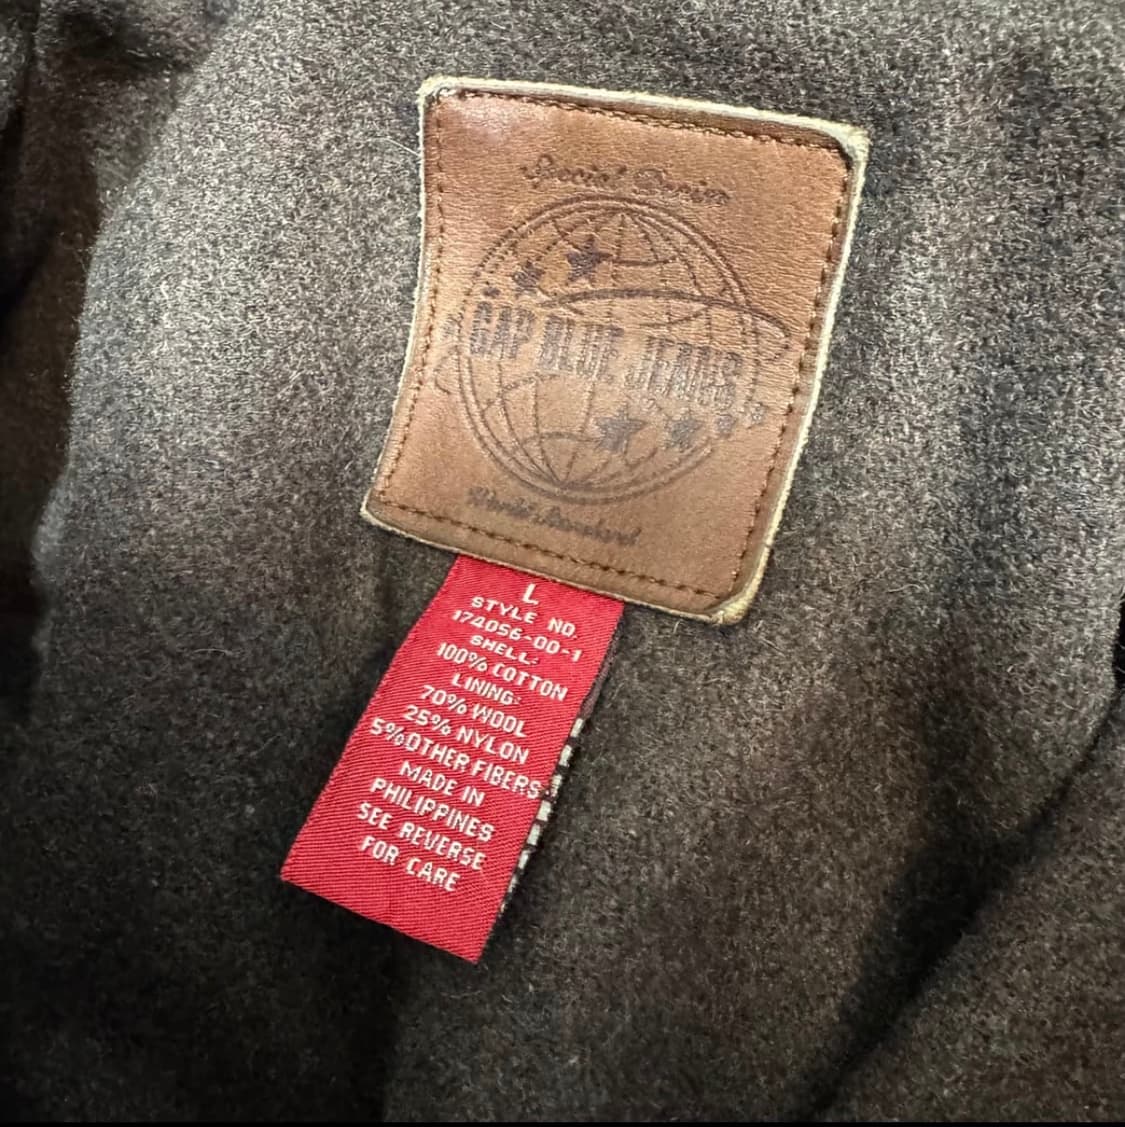 Special Design
GAP BLUE JEANS
World Standard
L
STYLE NO.
174056-00-1
SHELL:
100% COTTON
LINING:
70% WOOL
25% NYLON
5% OTHER FIBERS
MADE IN
PHILIPPINES
SEE REVERSE
FOR CARE